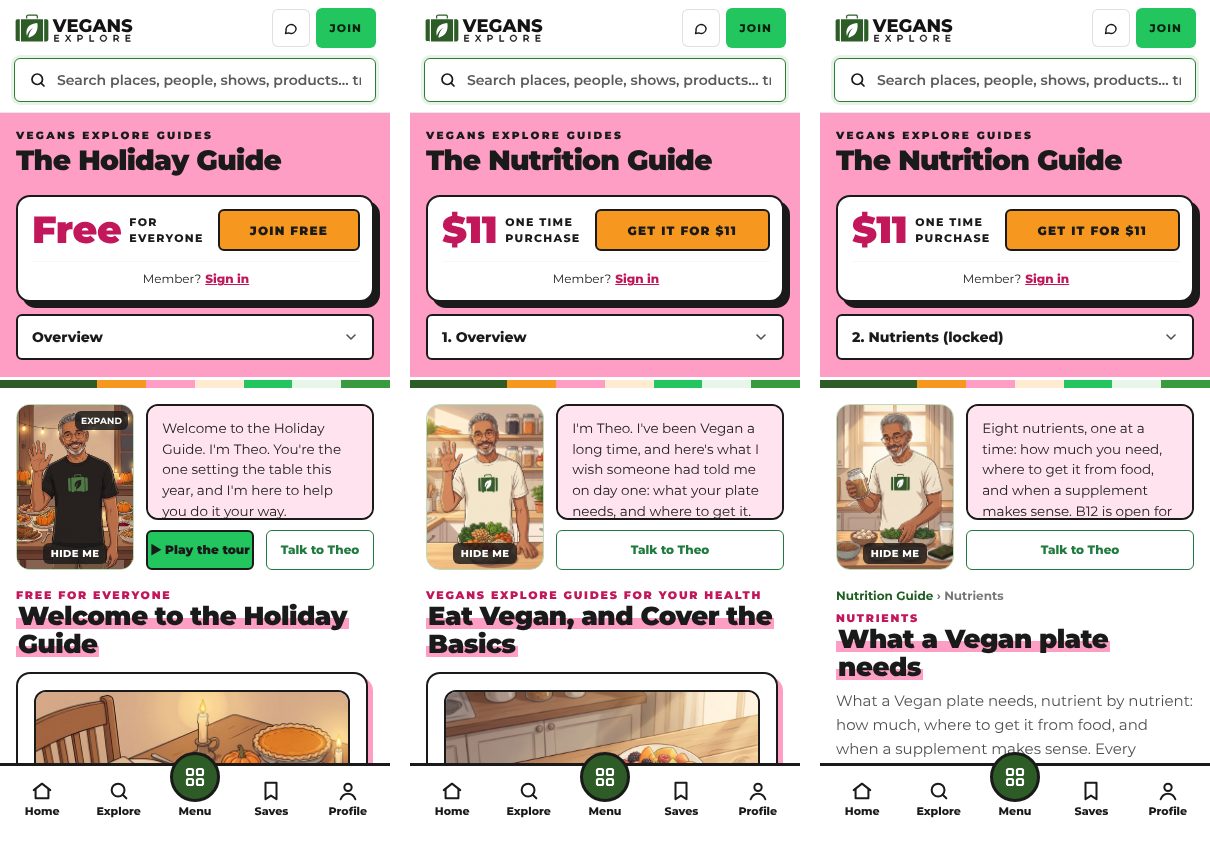 VEGANS
EXPLORE
JOIN
Search places, people, shows, products... tr
VEGANS EXPLORE GUIDES
The Holiday Guide
Free
FOR
EVERYONE
JOIN FREE
Member? Sign in
Overview
EXPAND
HIDE ME
Welcome to the Holiday
Guide. I'm Theo. You're the
one setting the table this
year, and I'm here to help
you do it your way.
Play the tour
Talk to Theo
FREE FOR EVERYONE
Welcome to the Holiday
Guide
Home
Explore
Menu
Saves
Profile
VEGANS
EXPLORE
JOIN
Search places, people, shows, products... tr
VEGANS EXPLORE GUIDES
The Nutrition Guide
$11
ONE TIME
PURCHASE
GET IT FOR $11
Member? Sign in
1. Overview
HIDE ME
I'm Theo. I've been Vegan a
long time, and here's what I
wish someone had told me
on day one: what your plate
needs, and where to get it.
Talk to Theo
VEGANS EXPLORE GUIDES FOR YOUR HEALTH
Eat Vegan, and Cover the
Basics
Home
Explore
Menu
Saves
Profile
VEGANS
EXPLORE
JOIN
Search places, people, shows, products... tr
VEGANS EXPLORE GUIDES
The Nutrition Guide
$11
ONE TIME
PURCHASE
GET IT FOR $11
Member? Sign in
2. Nutrients (locked)
HIDE ME
Eight nutrients, one at a
time: how much you need,
where to get it from food,
and when a supplement
makes sense. B12 is open for
Talk to Theo
Nutrition Guide › Nutrients
NUTRIENTS
What a Vegan plate
needs
What a Vegan plate needs, nutrient by nutrient:
how much, where to get it from food, and
when a supplement makes sense. Every
Home
Explore
Menu
Saves
Profile